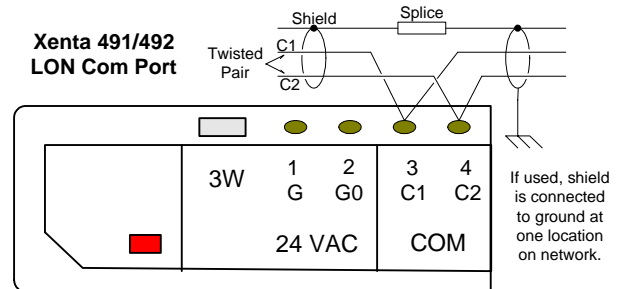 Xenta 491/492
LON Com Port
Shield
Splice
Twisted
Pair
C1
C2
3W
1
G
2
G0
3
C1
4
C2
24 VAC
COM
If used, shield
is connected
to ground at
one location
on network.